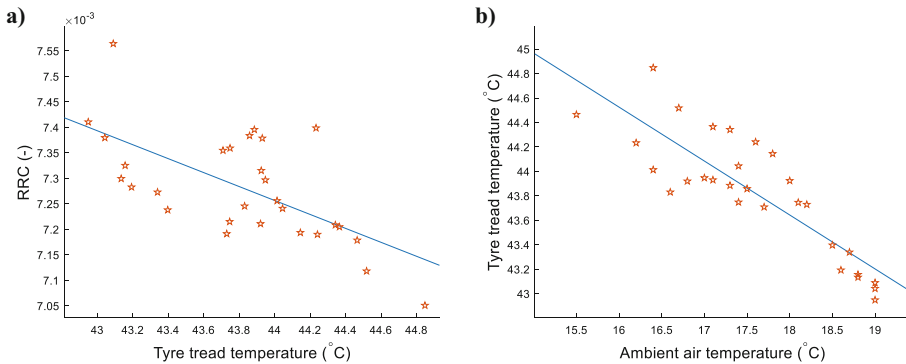 a)
×10⁻³
7.55
7.5
7.45
7.4
7.35
7.3
7.25
7.2
7.15
7.1
7.05
RRC (-)
43 43.2 43.4 43.6 43.8 44 44.2 44.4 44.6 44.8
Tyre tread temperature (°C)
b)
45
44.8
44.6
44.4
44.2
44
43.8
43.6
43.4
43.2
43
Tyre tread temperature (°C)
15.5 16 16.5 17 17.5 18 18.5 19
Ambient air temperature (°C)